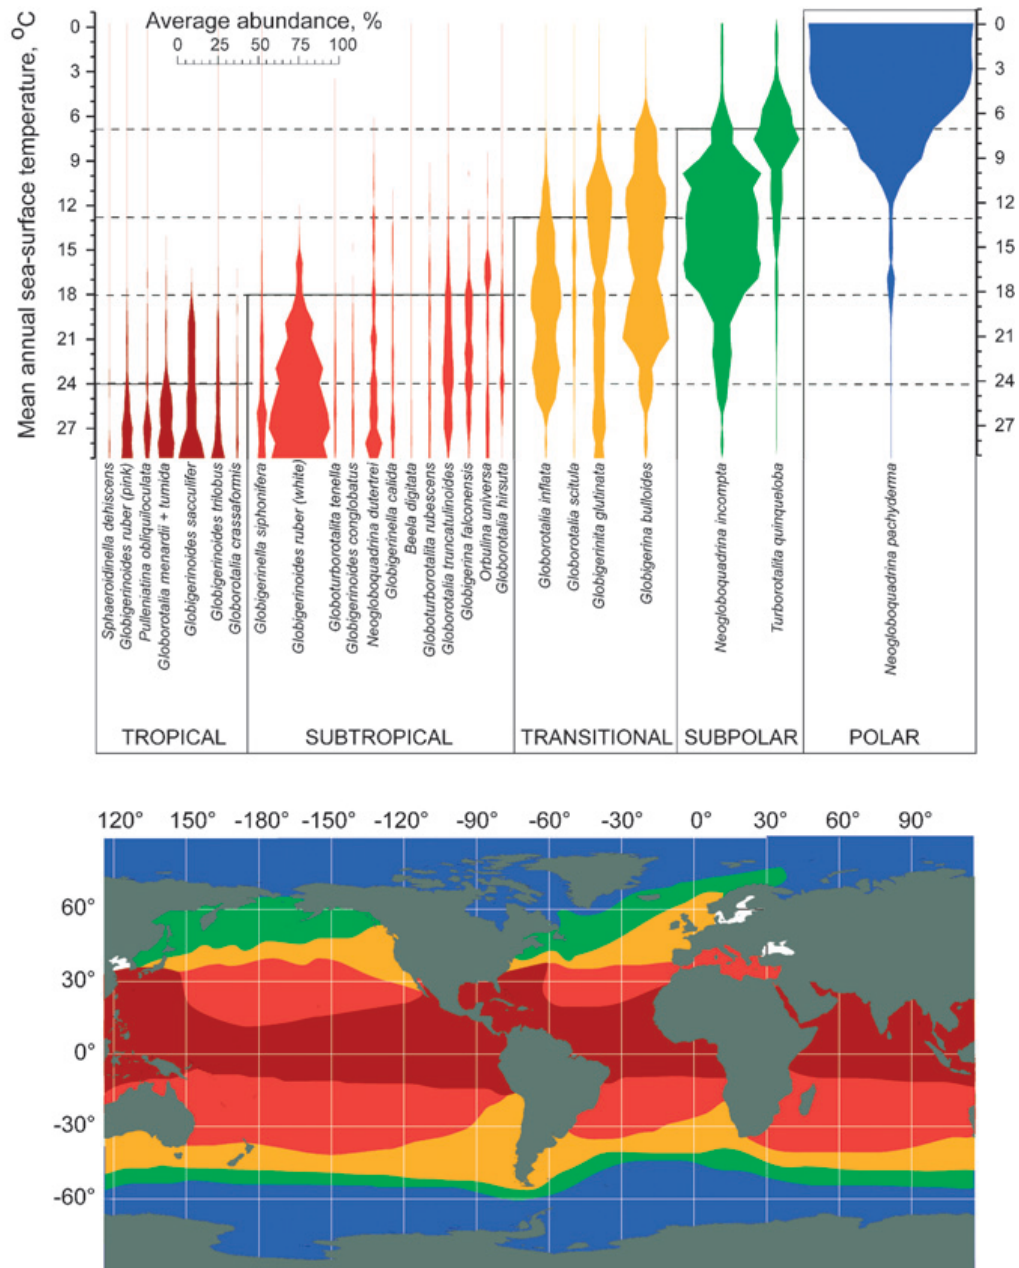 Average abundance, %
0 25 50 75 100
Mean annual sea-surface temperature, ºC
0
3
6
9
12
15
18
21
24
27
0
3
6
9
12
15
18
21
24
27
Sphaeroidinella dehiscens
Globigerinoides ruber (pink)
Pulleniatina obliquiloculata
Globorotalia menardii + tumida
Globigerinoides sacculifer
Globigerinoides trilobus
Globorotalia crassaformis
Globigerinella siphonifera
Globigerinoides ruber (white)
Globoturborotalita tenella
Globigerinoides conglobatus
Neogloboquadrina dutertrei
Globigerinella calida
Beela digitata
Globoturborotalita rubescens
Globorotalia truncatulinoides
Globigerina falconensis
Orbulina universa
Globorotalia hirsuta
Globorotalia inflata
Globorotalia scitula
Globigerinita glutinata
Globigerina bulloides
Neogloboquadrina incompta
Turborotalita quinqueloba
Neogloboquadrina pachyderma
TROPICAL SUBTROPICAL TRANSITIONAL SUBPOLAR POLAR
120° 150° -180° -150° -120° -90° -60° -30° 0° 30° 60° 90°
60°
30°
0°
-30°
-60°